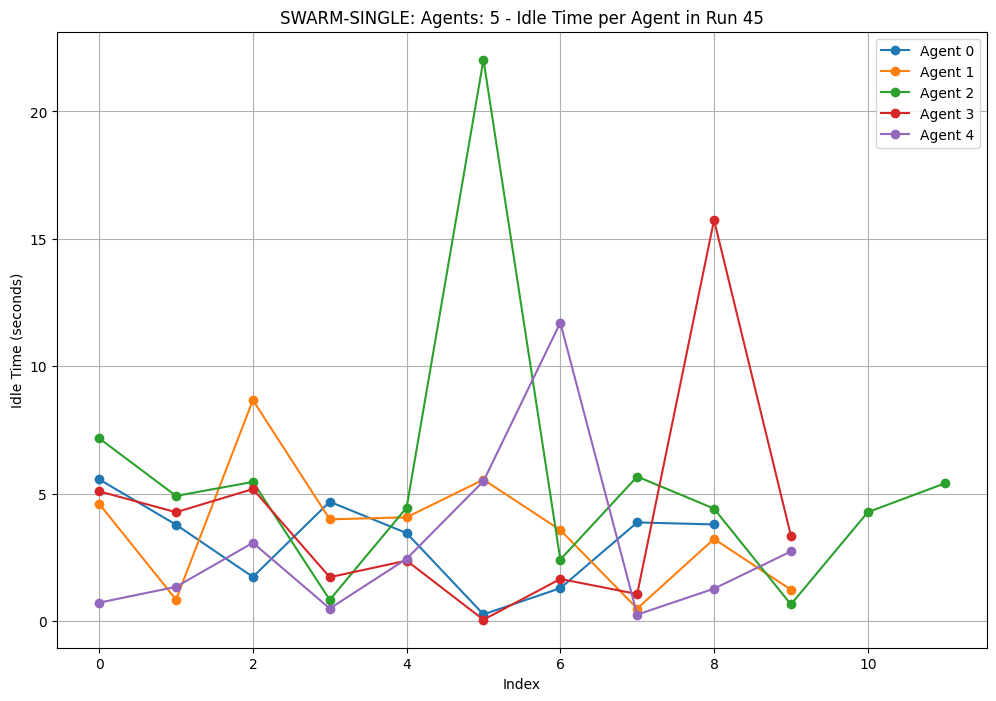 SWARM-SINGLE: Agents: 5 - Idle Time per Agent in Run 45
Agent 0
Agent 1
Agent 2
Agent 3
Agent 4
Idle Time (seconds)
20
15
10
5
0
0 2 4 6 8 10
Index